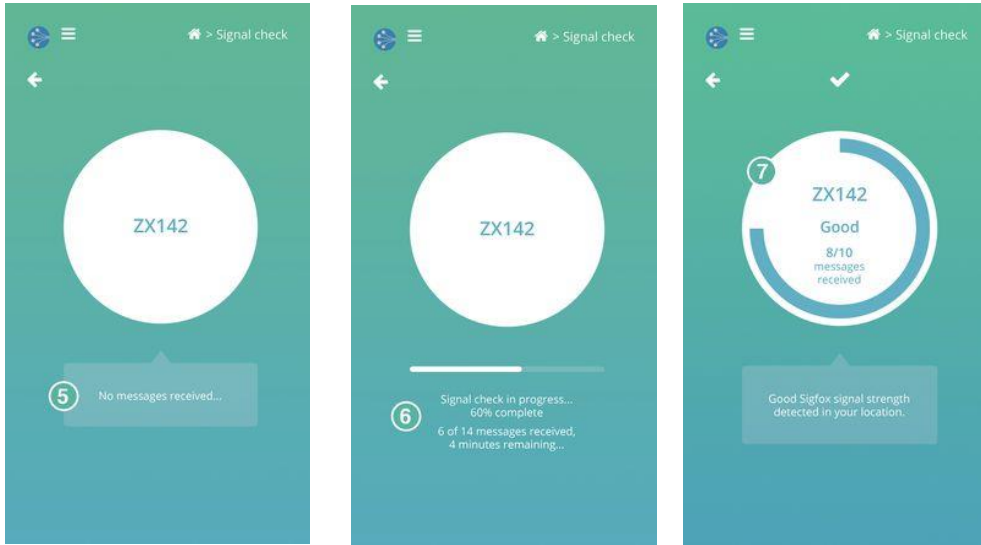 > Signal check
ZX142
5
No messages received...
> Signal check
ZX142
6
Signal check in progress...
60% complete
6 of 14 messages received,
4 minutes remaining...
> Signal check
7
ZX142
Good
8/10
messages
received
Good Sigfox signal strength
detected in your location.